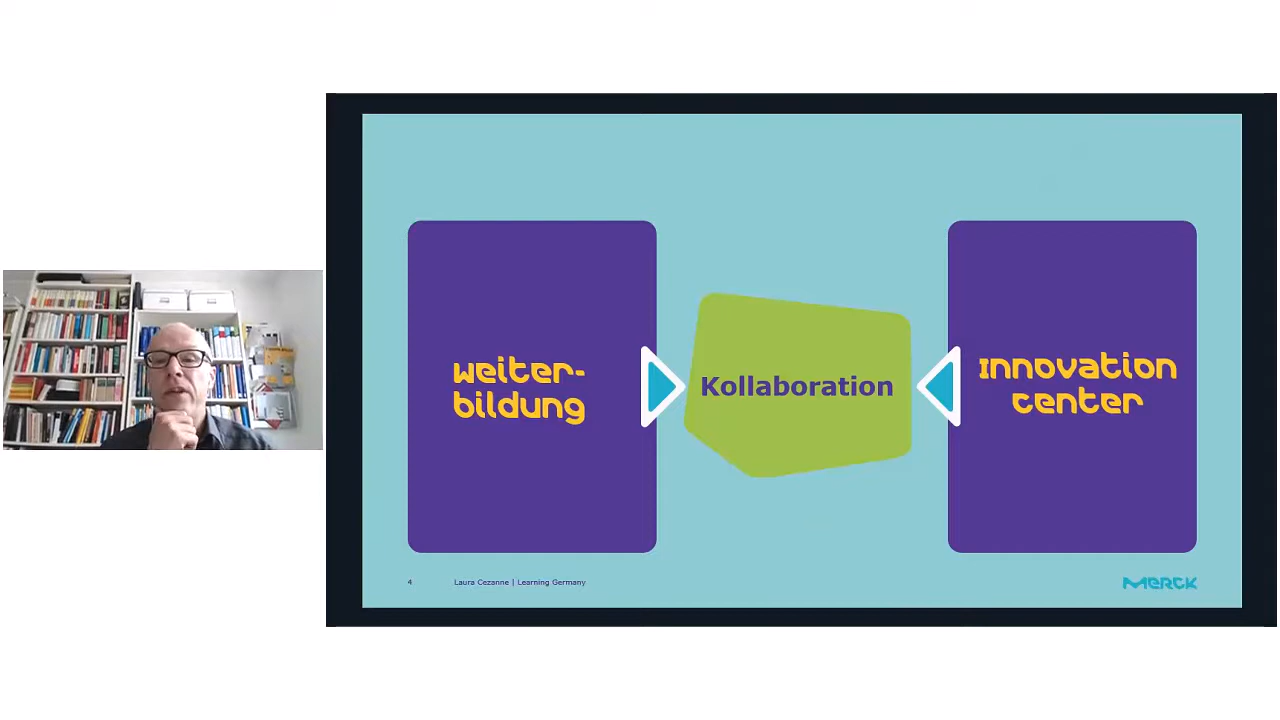 weiter-
bildung
Kollaboration
Innovation
center
4 Laura Cezanne | Learning Germany
MERCK